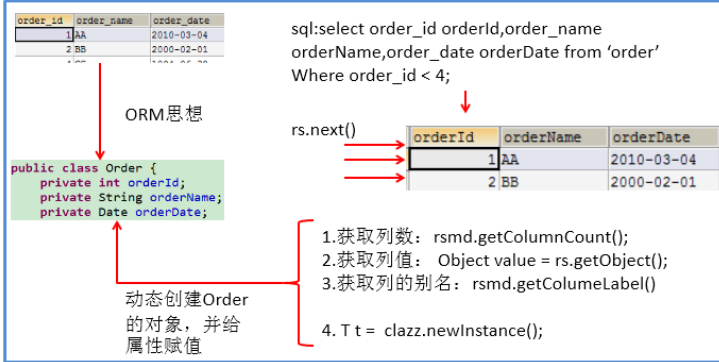 order_id order_name order_date
1 AA 2010-03-04
2 BB 2000-02-01
ORM思想
public class Order {
private int orderId;
private String orderName;
private Date orderDate;
动态创建Order
的对象，并给
属性赋值
sql:select order_id orderId,order_name
orderName,order_date orderDate from ‘order’
Where order_id < 4;
rs.next()
orderId orderName orderDate
1 AA 2010-03-04
2 BB 2000-02-01
1.获取列数：rsmd.getColumnCount();
2.获取列值： Object value = rs.getObject();
3.获取列的别名：rsmd.getColumeLabel()
4. T t = clazz.newInstance();